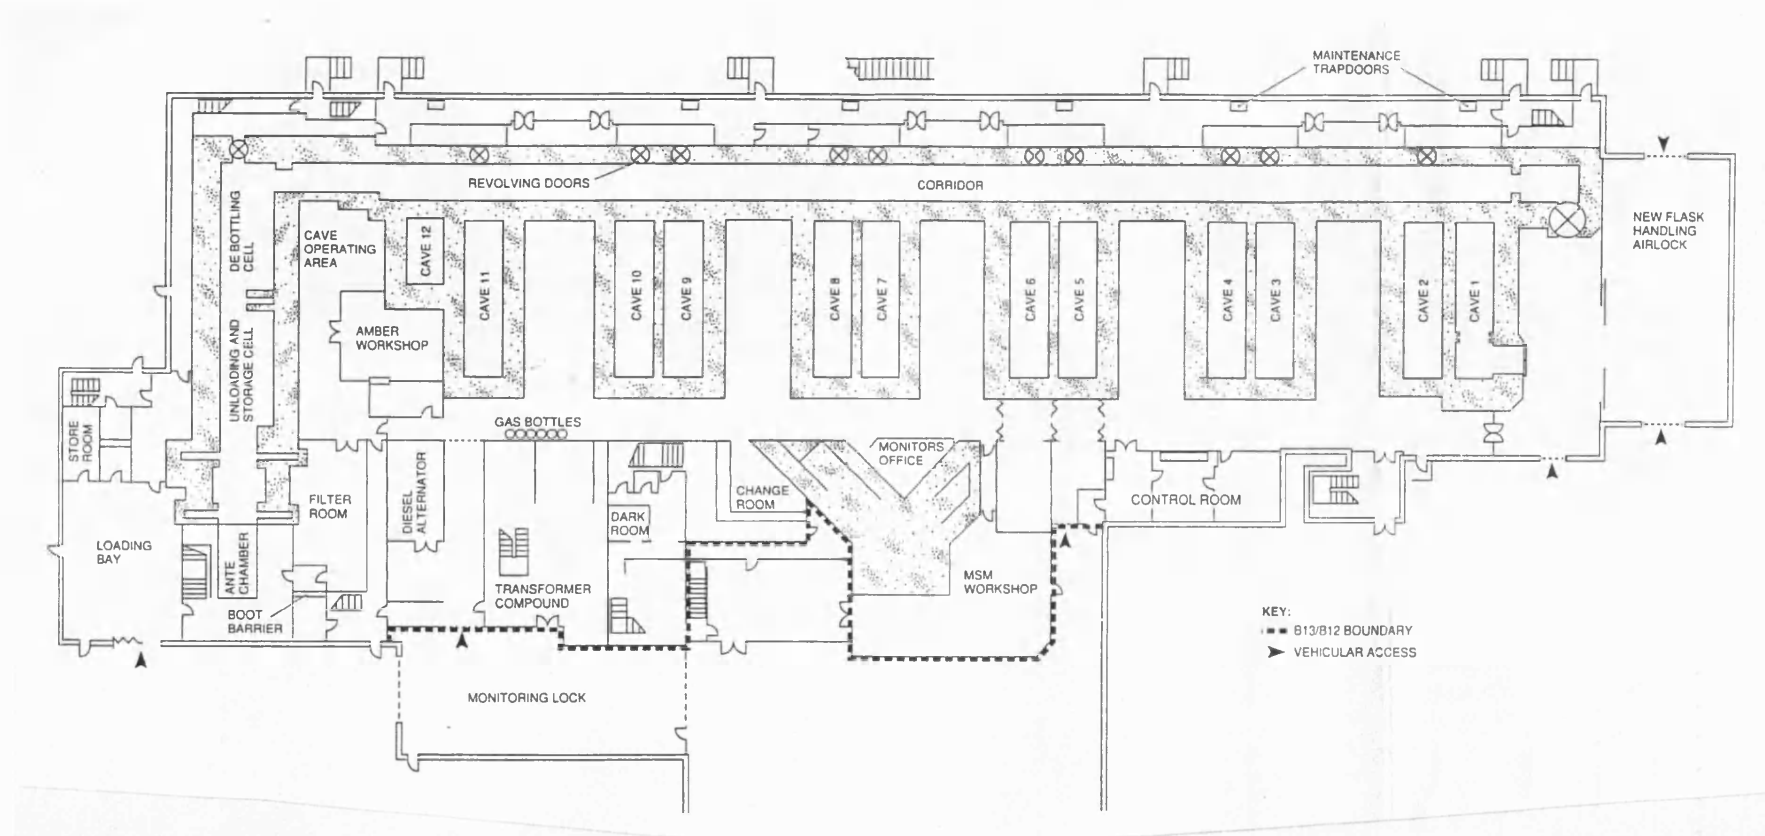 MAINTENANCE
TRAPDOORS
REVOLVING DOORS
CORRIDOR
DE BOTTLING
CELL
CAVE
OPERATING
AREA
CAVE 12
CAVE 11
CAVE 10
CAVE 9
CAVE 8
CAVE 7
CAVE 6
CAVE 5
CAVE 4
CAVE 3
CAVE 2
CAVE 1
NEW FLASK
HANDLING
AIRLOCK
UNLOADING AND
STORAGE CELL
AMBER
WORKSHOP
STORE
ROOM
GAS BOTTLES
MONITORS
OFFICE
FILTER
ROOM
DIESEL
ALTERNATOR
CHANGE
ROOM
DARK
ROOM
CONTROL ROOM
LOADING
BAY
ANTE
CHAMBER
BOOT
BARRIER
TRANSFORMER
COMPOUND
MSM
WORKSHOP
MONITORING LOCK
KEY:
B13/B12 BOUNDARY
VEHICULAR ACCESS